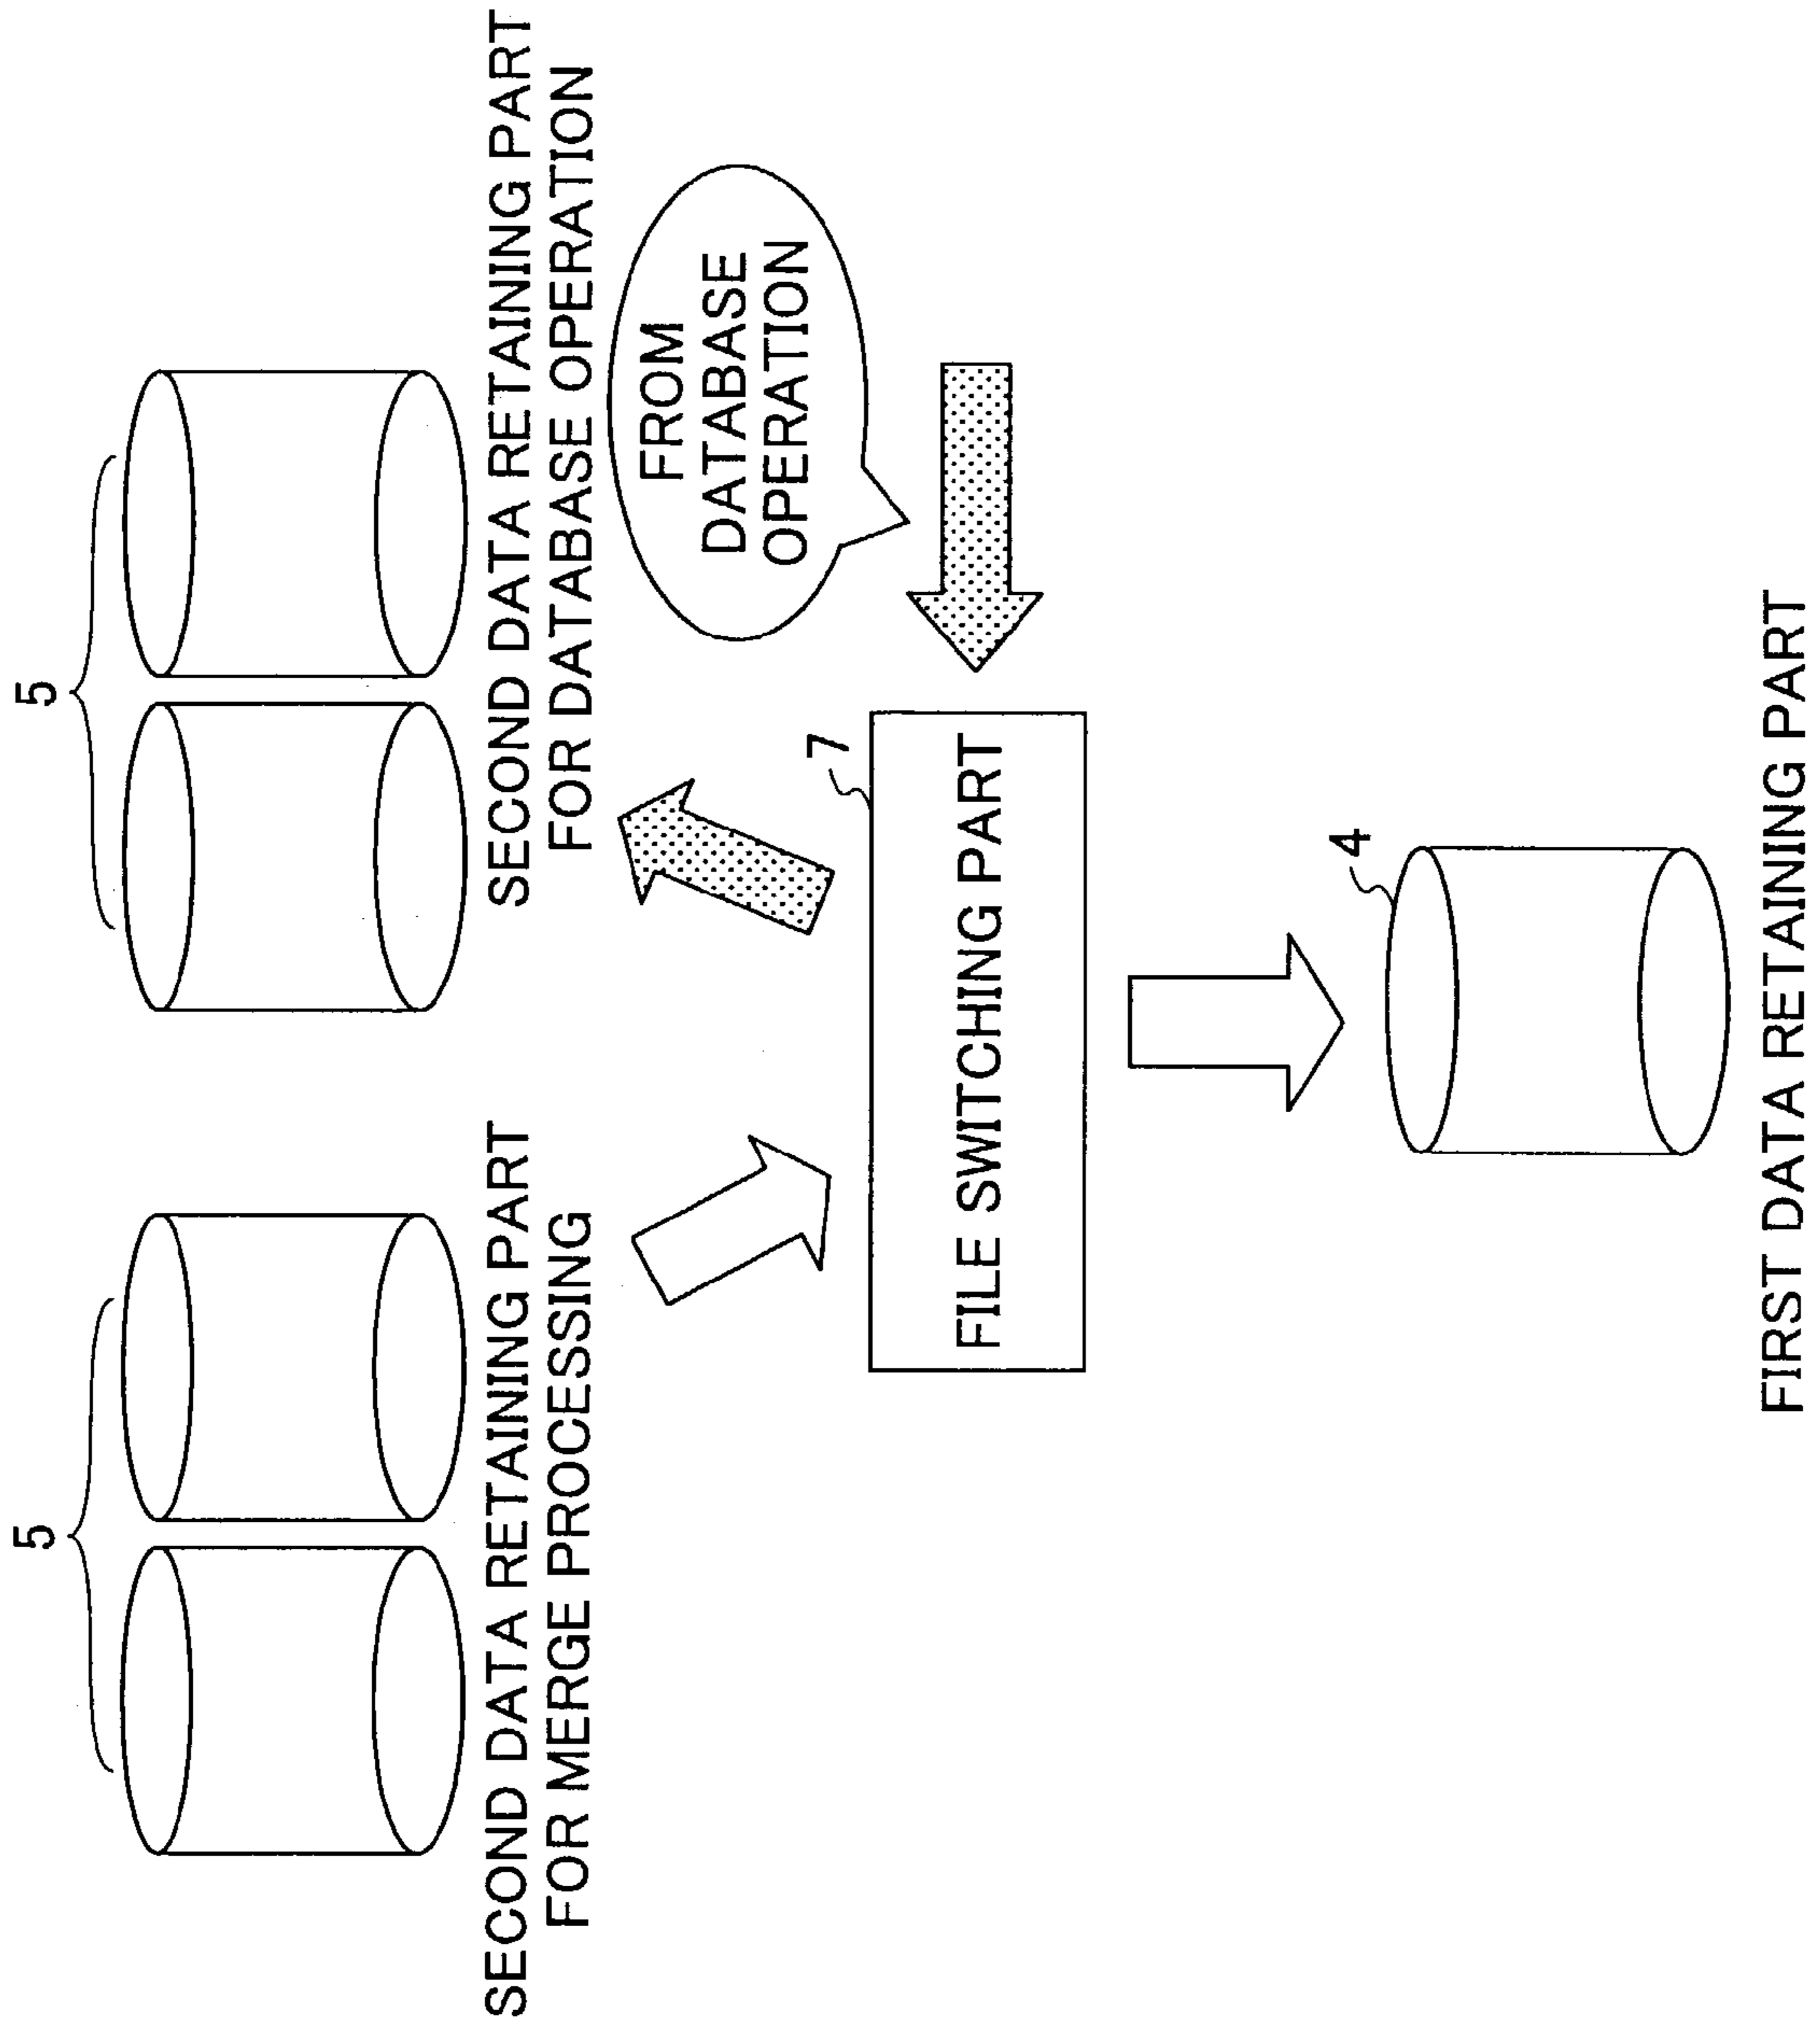 5
SECOND DATA RETAINING PART
FOR MERGE PROCESSING
5
SECOND DATA RETAINING PART
FOR DATABASE OPERATION
FROM
DATABASE
OPERATION
7
FILE SWITCHING PART
4
FIRST DATA RETAINING PART